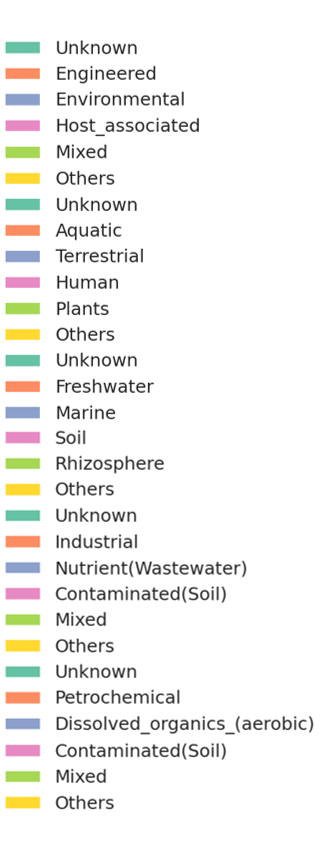 Unknown
Engineered
Environmental
Host_associated
Mixed
Others
Unknown
Aquatic
Terrestrial
Human
Plants
Others
Unknown
Freshwater
Marine
Soil
Rhizosphere
Others
Unknown
Industrial
Nutrient(Wastewater)
Contaminated(Soil)
Mixed
Others
Unknown
Petrochemical
Dissolved_organics_(aerobic)
Contaminated(Soil)
Mixed
Others